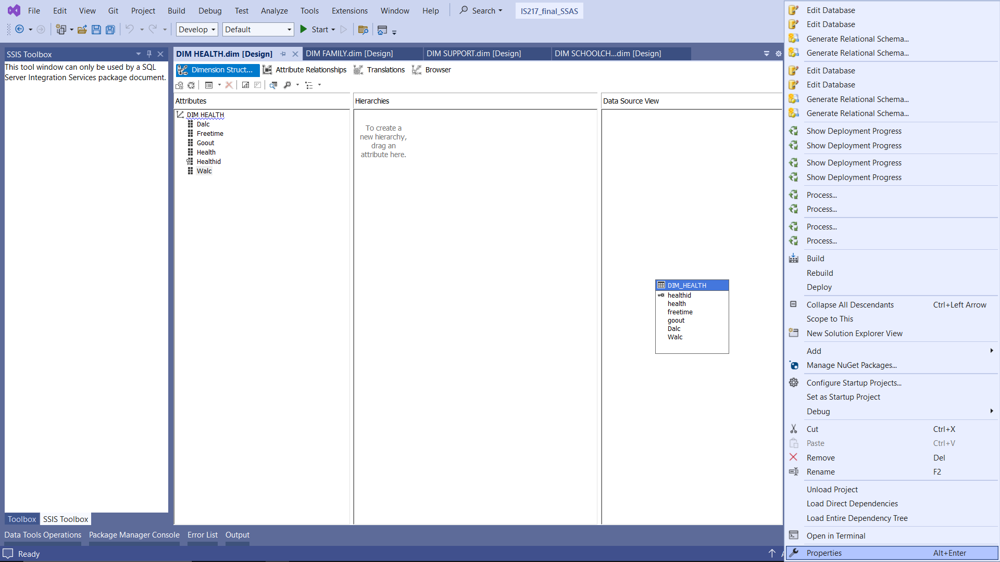 File Edit View Git Project Build Debug Test Analyze Tools Extensions Window Help Search IS217_final_SSAS
Develop Default Start
SSIS Toolbox
This tool window can only be used by a SQL
Server Integration Services package document.
Toolbox SSIS Toolbox
DIM HEALTH.dim [Design] DIM FAMILY.dim [Design] DIM SUPPORT.dim [Design] DIM SCHOOLCH...dim [Design]
Dimension Struct... Attribute Relationships Translations Browser
Attributes
DIM HEALTH
Dalc
Freetime
Goout
Health
Healthid
Walc
Hierarchies
To create a
new hierarchy,
drag an
attribute here.
Data Source View
DIM_HEALTH
healthid
health
freetime
goout
Dalc
Walc
Edit Database
Edit Database
Generate Relational Schema...
Generate Relational Schema...
Edit Database
Edit Database
Generate Relational Schema...
Generate Relational Schema...
Show Deployment Progress
Show Deployment Progress
Show Deployment Progress
Show Deployment Progress
Process...
Process...
Process...
Process...
Build
Rebuild
Deploy
Collapse All Descendants Ctrl+Left Arrow
Scope to This
New Solution Explorer View
Add
Manage NuGet Packages...
Configure Startup Projects...
Set as Startup Project
Debug
Cut Ctrl+X
Paste Ctrl+V
Remove Del
Rename F2
Unload Project
Load Direct Dependencies
Load Entire Dependency Tree
Open in Terminal
Properties Alt+Enter
Data Tools Operations Package Manager Console Error List Output
Ready